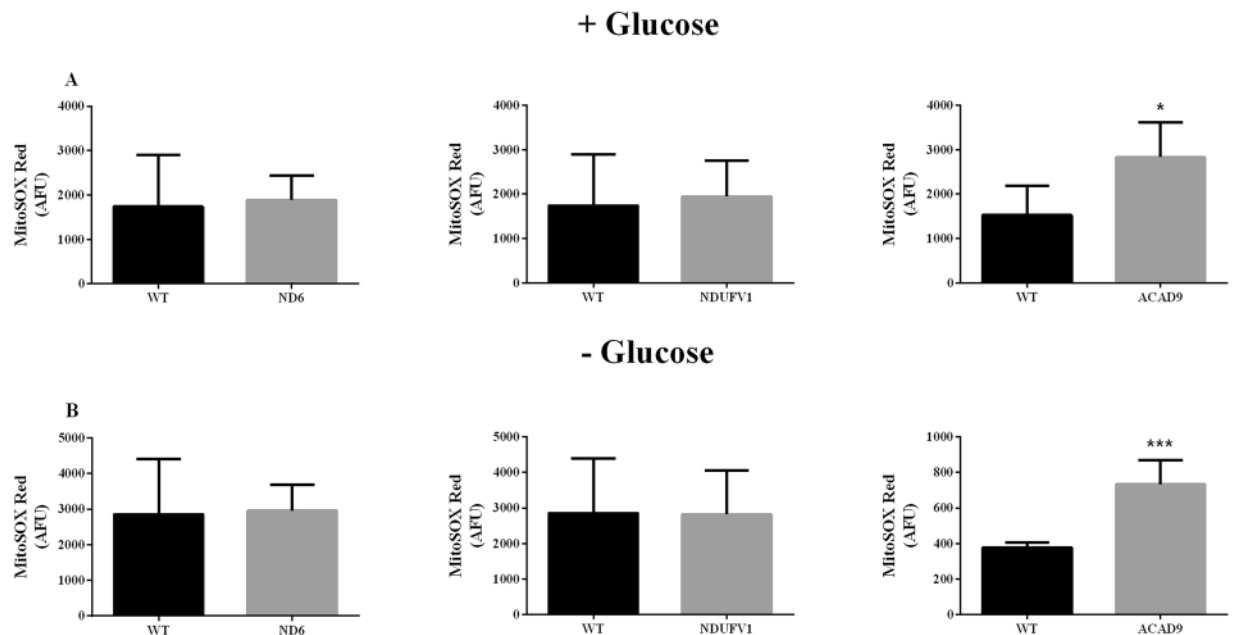 + Glucose
A
MitoSOX Red
(AFU)
4000
3000
2000
1000
0
WT
ND6
MitoSOX Red
(AFU)
4000
3000
2000
1000
0
WT
NDUFV1
MitoSOX Red
(AFU)
4000
3000
2000
1000
0
*
WT
ACAD9
- Glucose
B
MitoSOX Red
(AFU)
5000
4000
3000
2000
1000
0
WT
ND6
MitoSOX Red
(AFU)
5000
4000
3000
2000
1000
0
WT
NDUFV1
MitoSOX Red
(AFU)
1000
800
600
400
200
0
***
WT
ACAD9